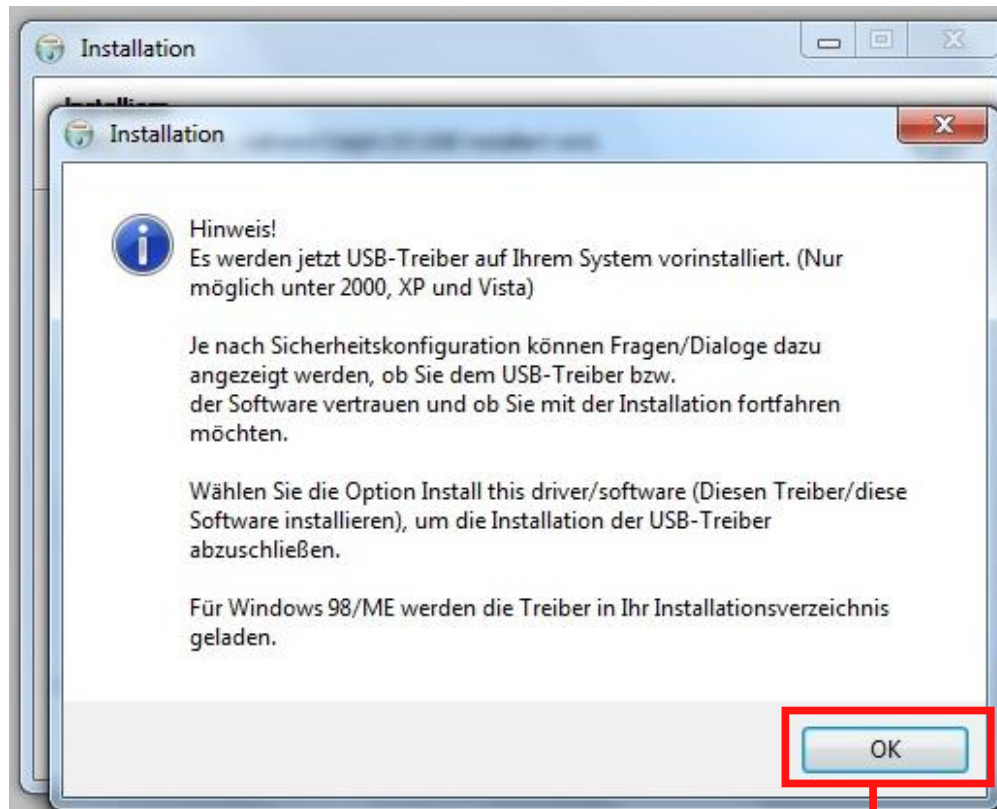 Installation
Installation
Hinweis!
Es werden jetzt USB-Treiber auf Ihrem System vorinstalliert. (Nur
möglich unter 2000, XP und Vista)
Je nach Sicherheitskonfiguration können Fragen/Dialoge dazu
angezeigt werden, ob Sie dem USB-Treiber bzw.
der Software vertrauen und ob Sie mit der Installation fortfahren
möchten.
Wählen Sie die Option Install this driver/software (Diesen Treiber/diese
Software installieren), um die Installation der USB-Treiber
abzuschließen.
Für Windows 98/ME werden die Treiber in Ihr Installationsverzeichnis
geladen.
OK